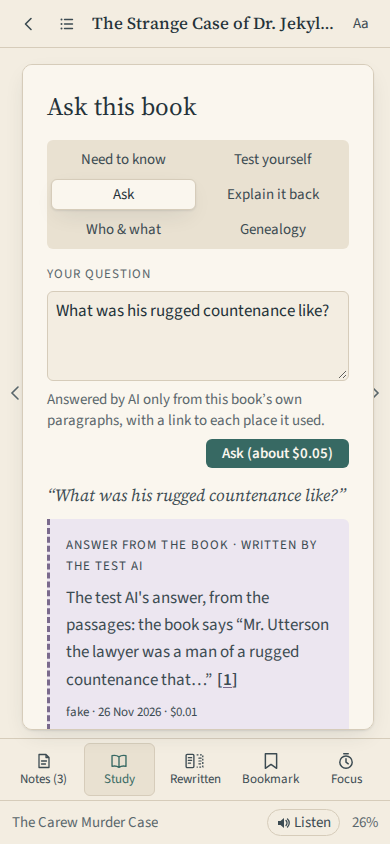 The Strange Case of Dr. Jekyl...
Aa
Ask this book
Need to know
Test yourself
Ask
Explain it back
Who & what
Genealogy
YOUR QUESTION
What was his rugged countenance like?
Answered by AI only from this book's own
paragraphs, with a link to each place it used.
Ask (about $0.05)
“What was his rugged countenance like?”
ANSWER FROM THE BOOK · WRITTEN BY
THE TEST AI
The test AI's answer, from the
passages: the book says “Mr. Utterson
the lawyer was a man of a rugged
countenance that…” [1]
fake · 26 Nov 2026 · $0.01
Notes (3)
Study
Rewritten
Bookmark
Focus
The Carew Murder Case
Listen
26%